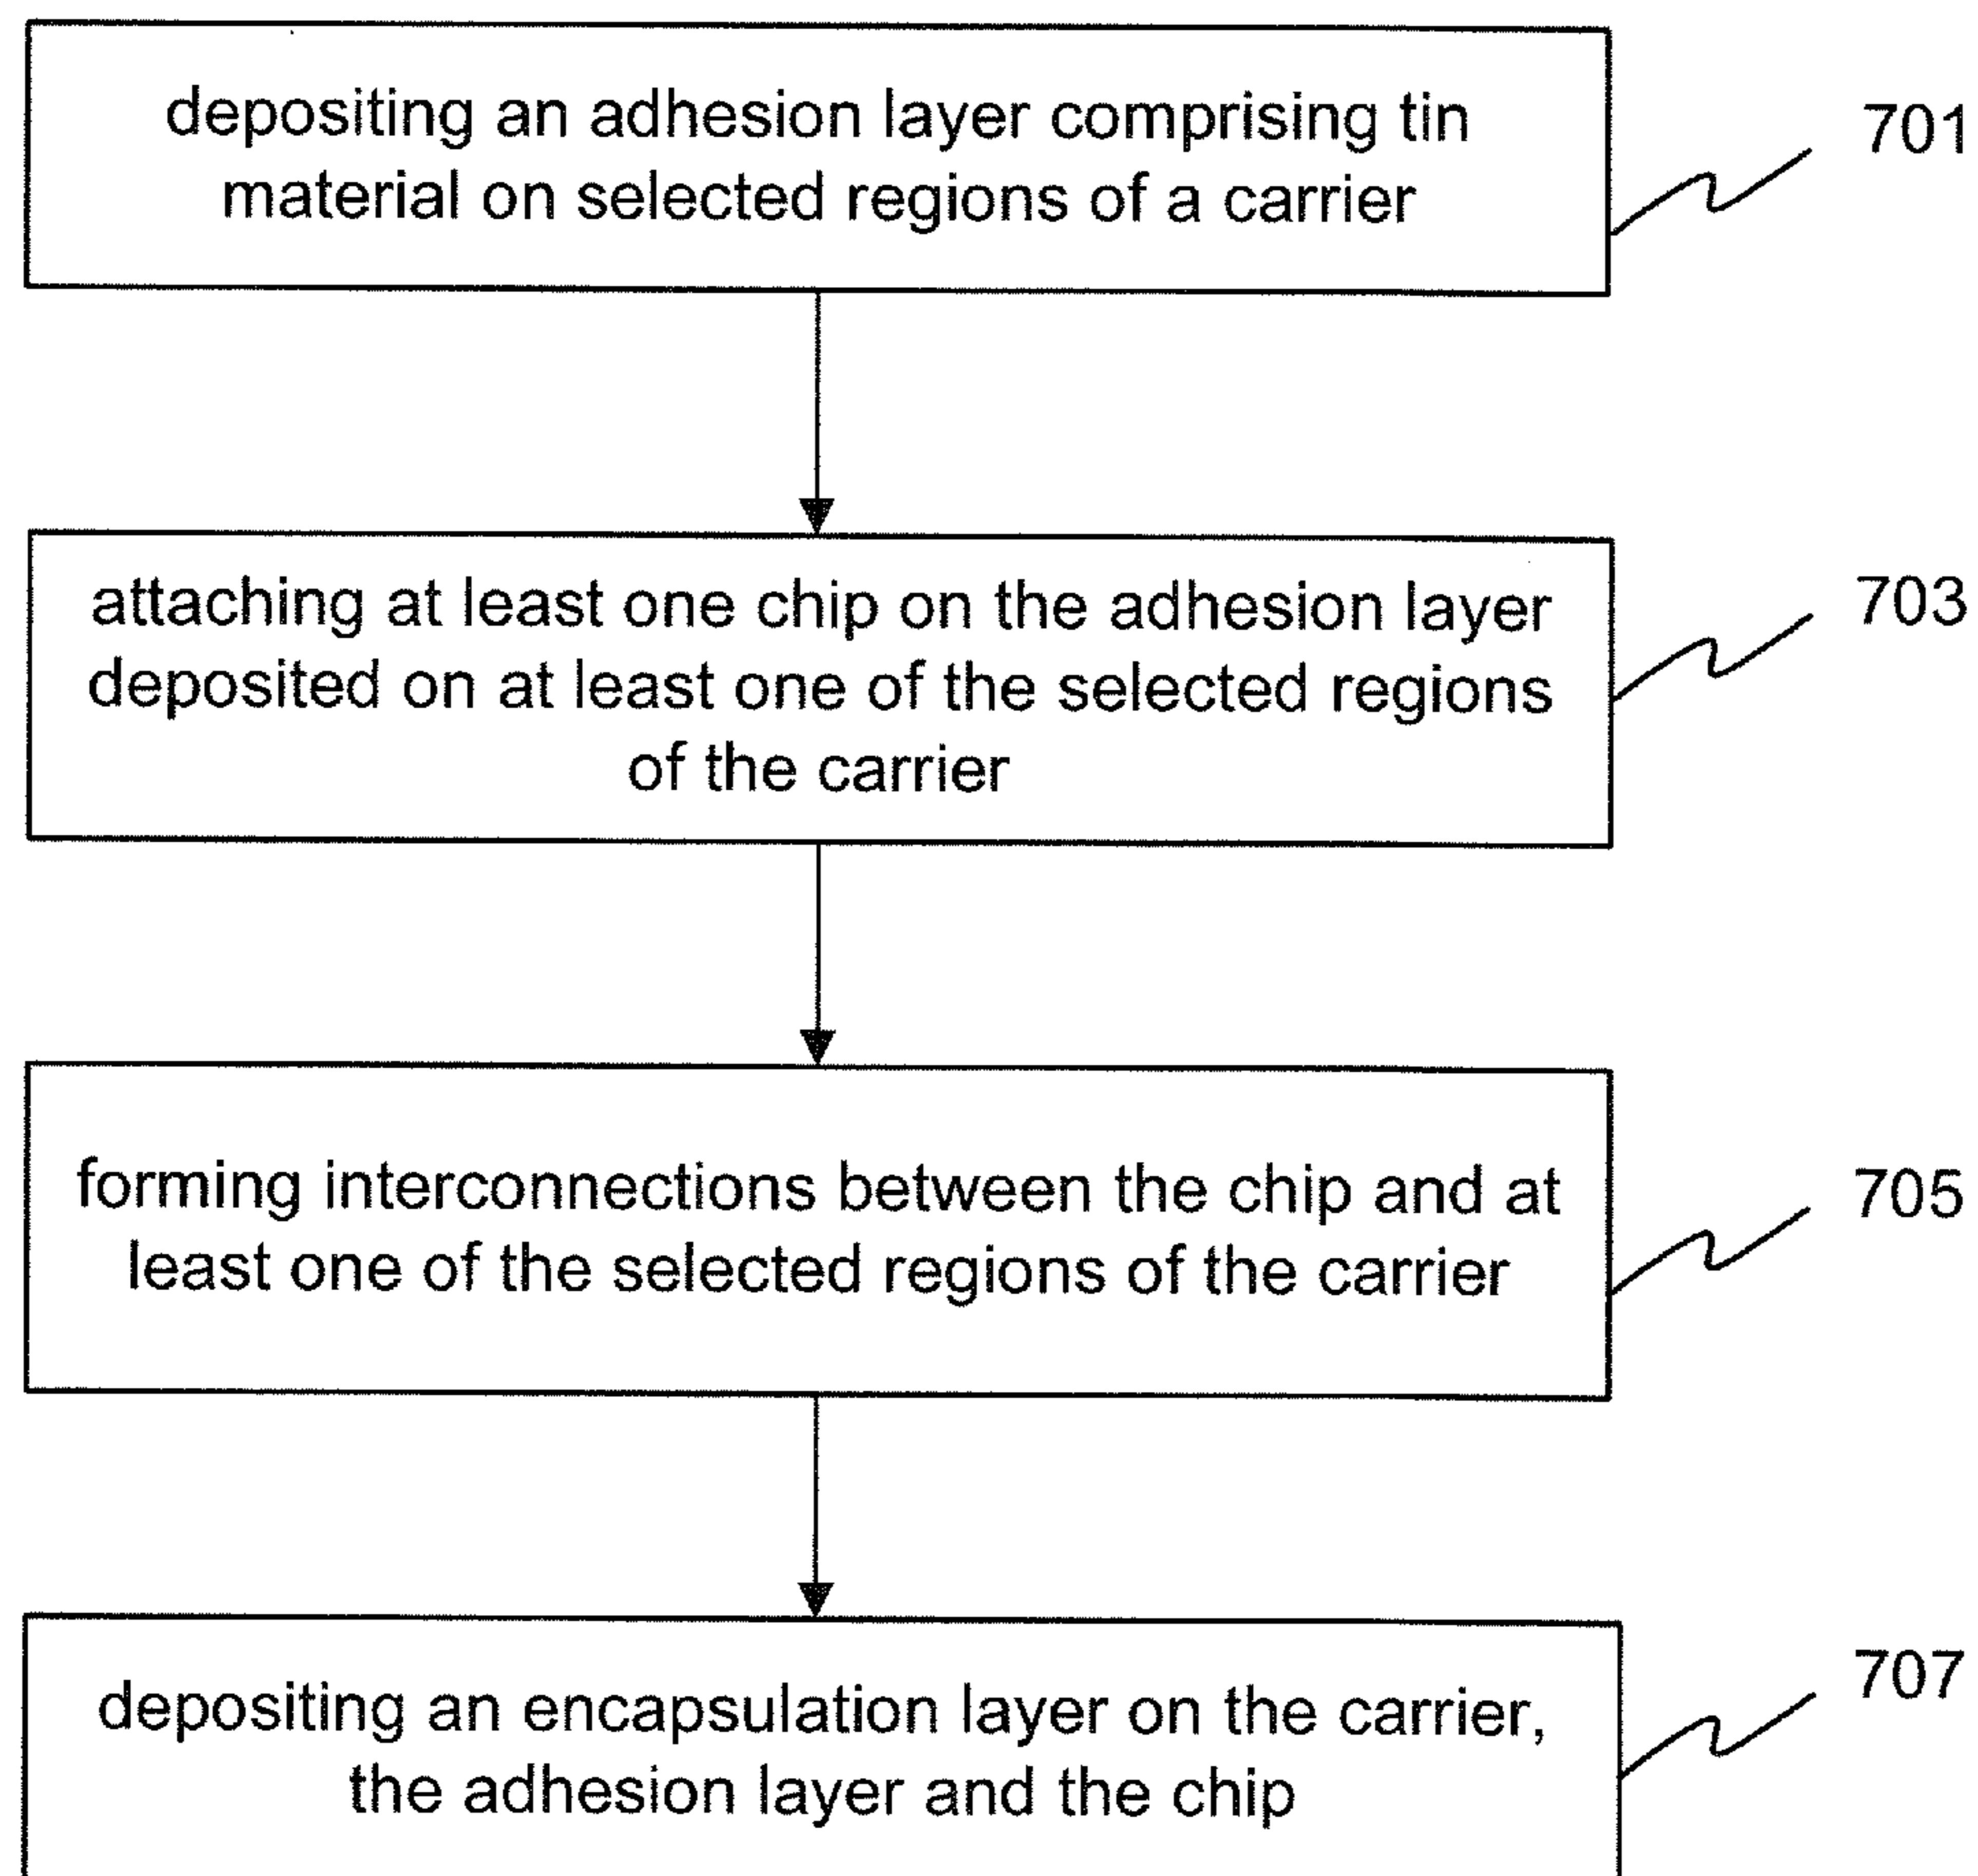 depositing an adhesion layer comprising tin
material on selected regions of a carrier
701
attaching at least one chip on the adhesion layer
deposited on at least one of the selected regions
of the carrier
703
forming interconnections between the chip and at
least one of the selected regions of the carrier
705
depositing an encapsulation layer on the carrier,
the adhesion layer and the chip
707